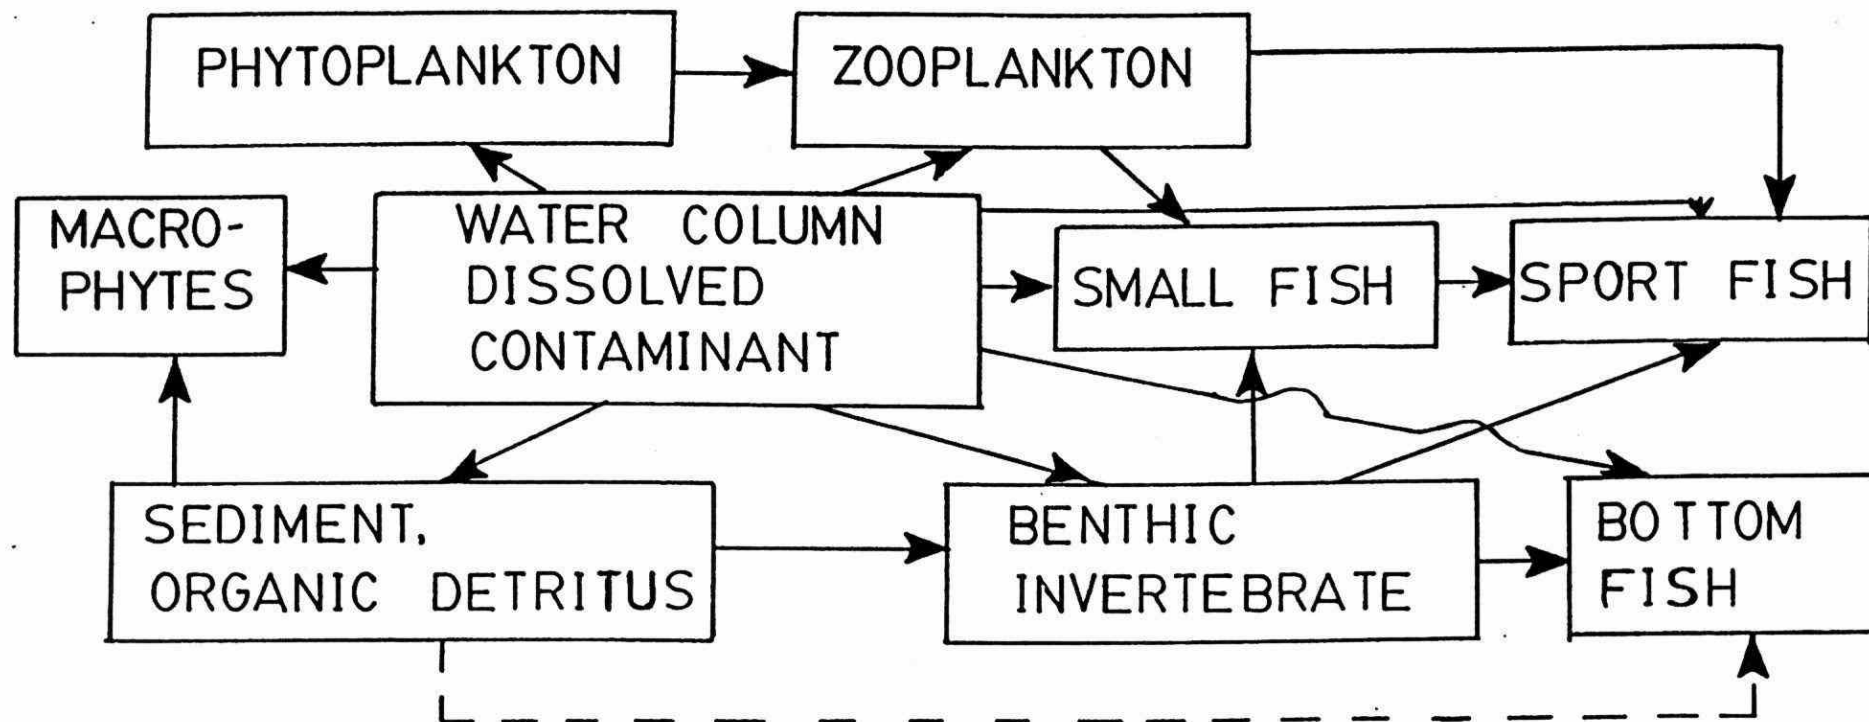 PHYTOPLANKTON
ZOOPLANKTON
MACRO-
PHYTES
WATER COLUMN
DISSOLVED
CONTAMINANT
SMALL FISH
SPORT FISH
SEDIMENT,
ORGANIC DETRITUS
BENTHIC
INVERTEBRATE
BOTTOM
FISH